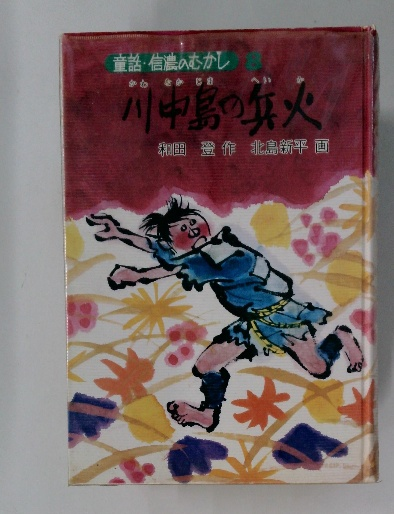 童話・信濃のむかし
かわ なか じま へい か
川中島の兵火
和田 登 作 北島新平 画